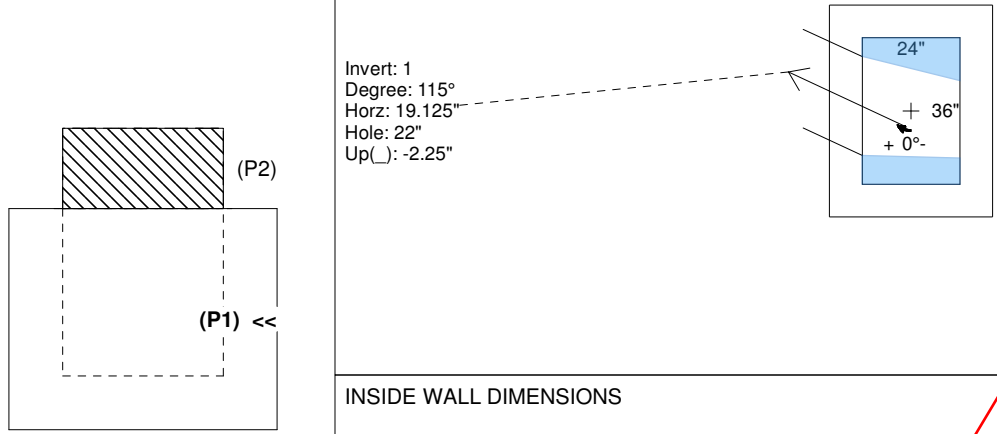 (P2)
(P1) <<
Invert: 1
Degree: 115°
Horz: 19.125"
Hole: 22"
Up(_): -2.25"
24"
36"
+ 0°-
INSIDE WALL DIMENSIONS